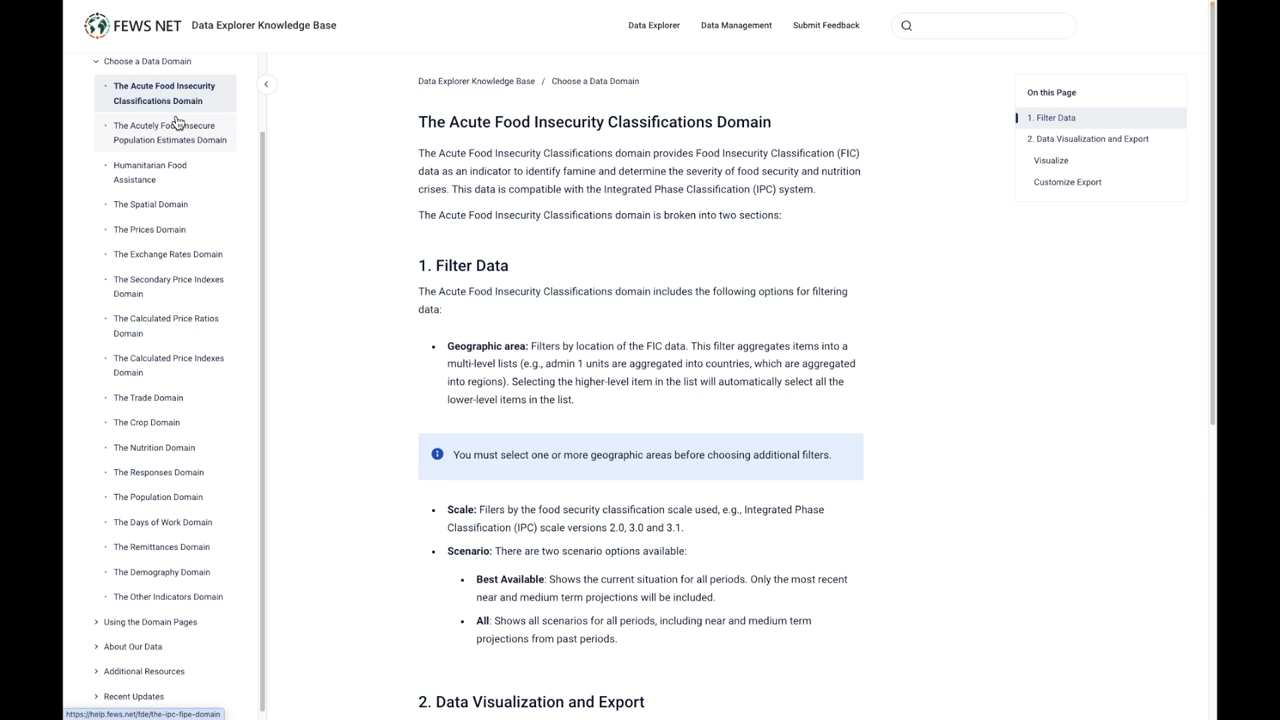 FEWS NET
Data Explorer Knowledge Base
Data Explorer
Data Management
Submit Feedback
Choose a Data Domain
The Acute Food Insecurity
Classifications Domain
The Acutely Food Insecure
Population Estimates Domain
Humanitarian Food
Assistance
The Spatial Domain
The Prices Domain
The Exchange Rates Domain
The Secondary Price Indexes
Domain
The Calculated Price Ratios
Domain
The Calculated Price Indexes
Domain
The Trade Domain
The Crop Domain
The Nutrition Domain
The Responses Domain
The Population Domain
The Days of Work Domain
The Remittances Domain
The Demography Domain
The Other Indicators Domain
Using the Domain Pages
About Our Data
Additional Resources
Recent Updates
https://help.fews.net/fde/the-ipc-fipe-domain
Data Explorer Knowledge Base / Choose a Data Domain
The Acute Food Insecurity Classifications Domain
The Acute Food Insecurity Classifications domain provides Food Insecurity Classification (FIC)
data as an indicator to identify famine and determine the severity of food security and nutrition
crises. This data is compatible with the Integrated Phase Classification (IPC) system.
The Acute Food Insecurity Classifications domain is broken into two sections:
1. Filter Data
The Acute Food Insecurity Classifications domain includes the following options for filtering
data:
• Geographic area: Filters by location of the FIC data. This filter aggregates items into a
multi-level lists (e.g., admin 1 units are aggregated into countries, which are aggregated
into regions). Selecting the higher-level item in the list will automatically select all the
lower-level items in the list.
You must select one or more geographic areas before choosing additional filters.
• Scale: Filers by the food security classification scale used, e.g., Integrated Phase
Classification (IPC) scale versions 2.0, 3.0 and 3.1.
• Scenario: There are two scenario options available:
• Best Available: Shows the current situation for all periods. Only the most recent
near and medium term projections will be included.
• All: Shows all scenarios for all periods, including near and medium term
projections from past periods.
2. Data Visualization and Export
On this Page
1. Filter Data
2. Data Visualization and Export
Visualize
Customize Export